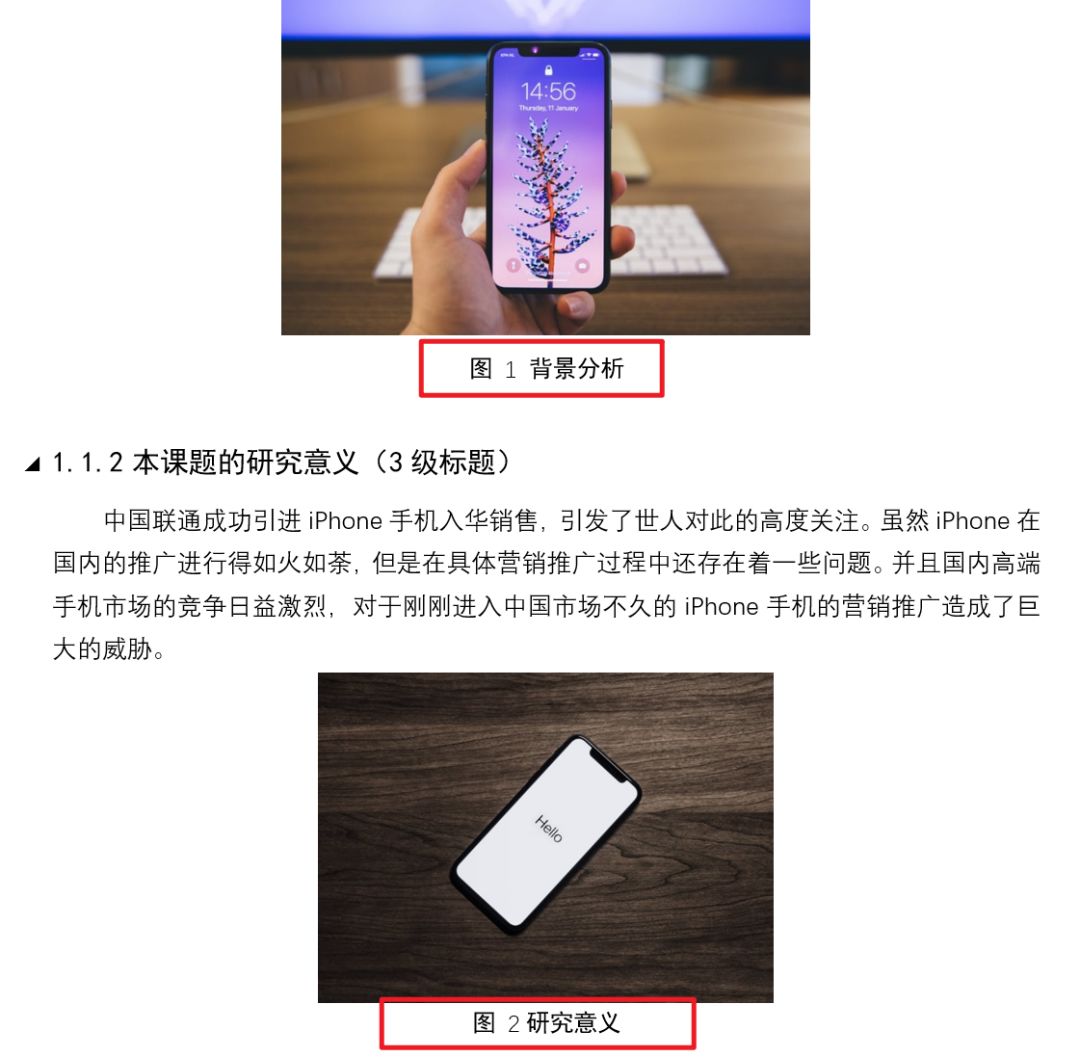 14:56
Thursday, 11 January
图 1 背景分析
1.1.2 本课题的研究意义（3 级标题）
中国联通成功引进 iPhone 手机入华销售，引发了世人对此的高度关注。虽然 iPhone 在
国内的推广进行得如火如荼，但是在具体营销推广过程中还存在着一些问题。并且国内高端
手机市场的竞争日益激烈，对于刚刚进入中国市场不久的 iPhone 手机的营销推广造成了巨
大的威胁。
Hello
图 2 研究意义